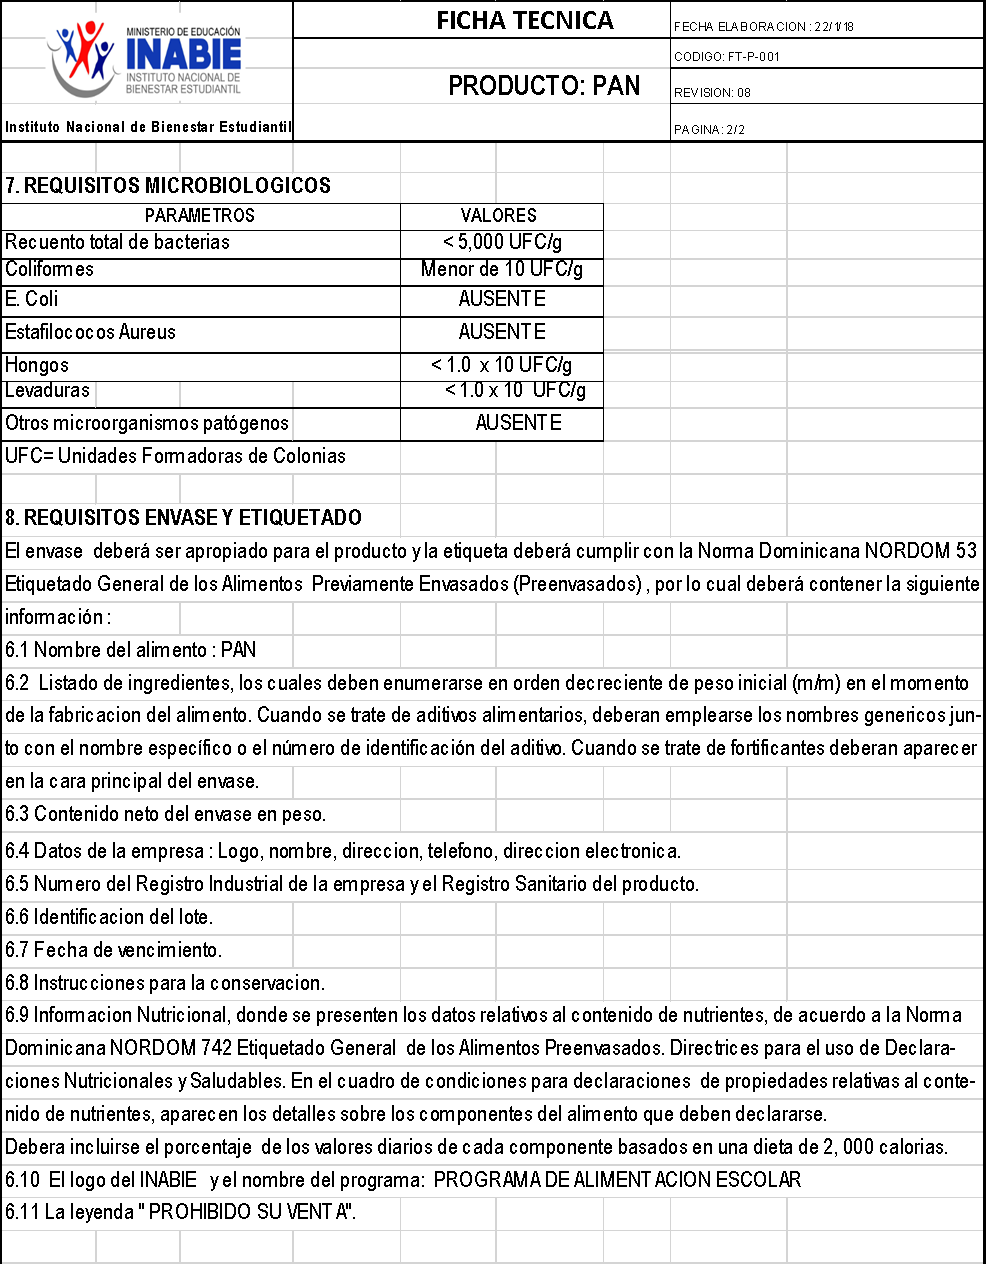 MINISTERIO DE EDUCACIÓN
INABIE
INSTITUTO NACIONAL DE
BIENESTAR ESTUDIANTIL
Instituto Nacional de Bienestar Estudiantil
FICHA TECNICA
PRODUCTO: PAN
FECHA ELABORACION : 22/1/18
CODIGO: FT-P-001
REVISION: 08
PAGINA: 2/2
7. REQUISITOS MICROBIOLOGICOS
PARAMETROS VALORES
Recuento total de bacterias < 5,000 UFC/g
Coliformes Menor de 10 UFC/g
E. Coli AUSENTE
Estafilococos Aureus AUSENTE
Hongos < 1.0 x 10 UFC/g
Levaduras < 1.0 x 10 UFC/g
Otros microorganismos patógenos AUSENTE
UFC= Unidades Formadoras de Colonias
8. REQUISITOS ENVASE Y ETIQUETADO
El envase deberá ser apropiado para el producto y la etiqueta deberá cumplir con la Norma Dominicana NORDOM 53
Etiquetado General de los Alimentos Previamente Envasados (Preenvasados) , por lo cual deberá contener la siguiente
información :
6.1 Nombre del alimento : PAN
6.2 Listado de ingredientes, los cuales deben enumerarse en orden decreciente de peso inicial (m/m) en el momento
de la fabricacion del alimento. Cuando se trate de aditivos alimentarios, deberan emplearse los nombres genericos jun-
to con el nombre específico o el número de identificación del aditivo. Cuando se trate de fortificantes deberan aparecer
en la cara principal del envase.
6.3 Contenido neto del envase en peso.
6.4 Datos de la empresa : Logo, nombre, direccion, telefono, direccion electronica.
6.5 Numero del Registro Industrial de la empresa y el Registro Sanitario del producto.
6.6 Identificacion del lote.
6.7 Fecha de vencimiento.
6.8 Instrucciones para la conservacion.
6.9 Informacion Nutricional, donde se presenten los datos relativos al contenido de nutrientes, de acuerdo a la Norma
Dominicana NORDOM 742 Etiquetado General de los Alimentos Preenvasados. Directrices para el uso de Declara-
ciones Nutricionales y Saludables. En el cuadro de condiciones para declaraciones de propiedades relativas al conte-
nido de nutrientes, aparecen los detalles sobre los componentes del alimento que deben declararse.
Debera incluirse el porcentaje de los valores diarios de cada componente basados en una dieta de 2, 000 calorias.
6.10 El logo del INABIE y el nombre del programa: PROGRAMA DE ALIMENTACION ESCOLAR
6.11 La leyenda " PROHIBIDO SU VENTA".